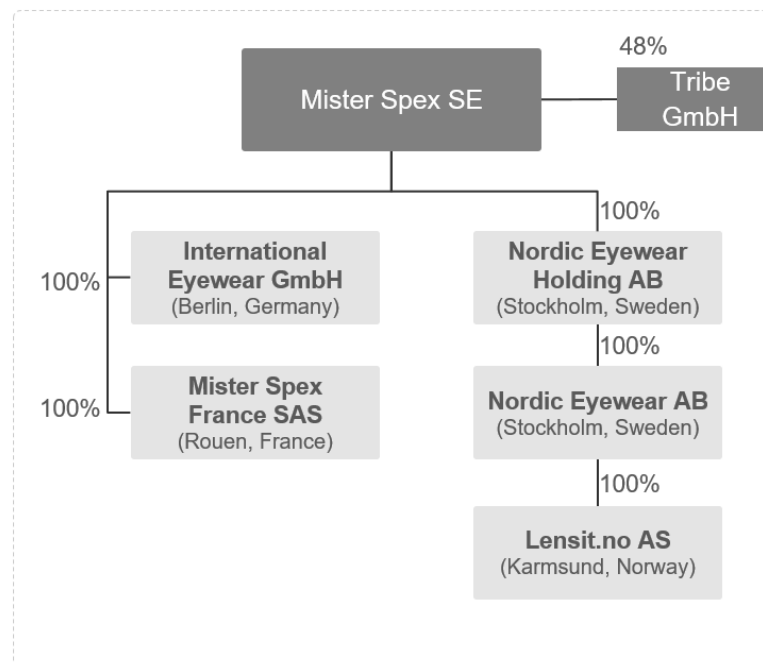 48%
Mister Spex SE
Tribe
GmbH
100%
International
Eyewear GmbH
(Berlin, Germany)
100%
Nordic Eyewear
Holding AB
(Stockholm, Sweden)
100%
Mister Spex
France SAS
(Rouen, France)
100%
Nordic Eyewear AB
(Stockholm, Sweden)
100%
100%
Lensit.no AS
(Karmsund, Norway)